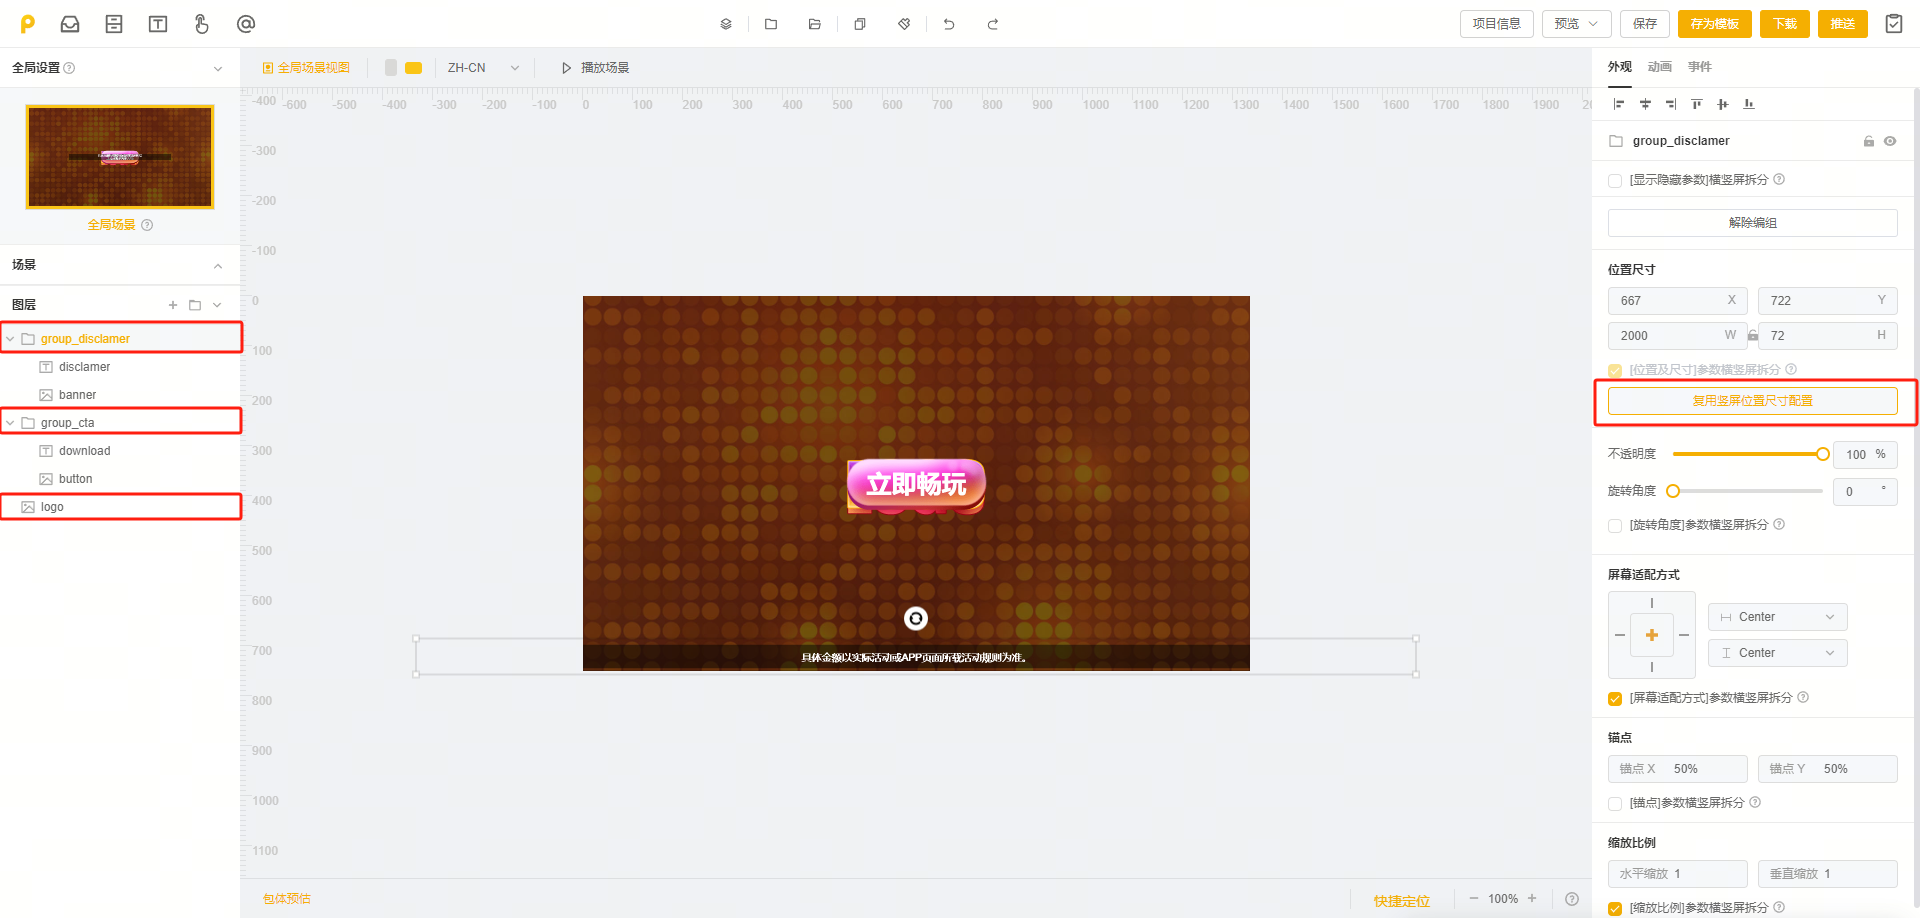 项目信息
预览
保存
存为模板
下载
推送
全局设置
全局场景
场景
图层
group_disclamer
disclamer
banner
group_cta
download
button
logo
全局场景视图
ZH-CN
播放场景
-400 -600 -500 -400 -300 -200 -100 0 100 200 300 400 500 600 700 800 900 1000 1100 1200 1300 1400 1500 1600 1700 1800 1900
-300
-200
-100
0
100
200
300
400
500
600
700
800
900
1000
1100
立即畅玩
具体金额以实际活动或APP页面所载活动规则为准。
包体预估
快捷定位
100%
外观 动画 事件
group_disclamer
[显示隐藏参数]横竖屏拆分
解除编组
位置尺寸
667 X 722 Y
2000 W 72 H
[位置及尺寸]参数横竖屏拆分
复用竖屏位置尺寸配置
不透明度 100 %
旋转角度 0 °
[旋转角度]参数横竖屏拆分
屏幕适配方式
Center
Center
[屏幕适配方式]参数横竖屏拆分
锚点
锚点 X 50% 锚点 Y 50%
[锚点]参数横竖屏拆分
缩放比例
水平缩放 1 垂直缩放 1
[缩放比例]参数横竖屏拆分